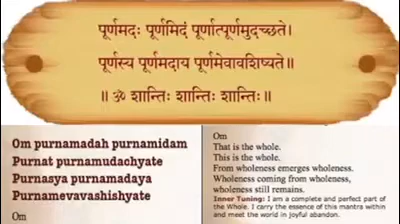 पूर्णमदः पूर्णमिदं पूर्णात्पूर्णमुदच्छते।
पूर्णस्य पूर्णमदाय पूर्णमेवावशिष्यते॥
॥ ॐ शान्तिः शान्तिः शान्तिः॥
Om purnamadah purnamidam
Purnat purnamudachyate
Purnasya purnamadaya
Purnamevavashishyate
Om
Om
That is the whole.
This is the whole.
From wholeness emerges wholeness.
Wholeness coming from wholeness,
wholeness still remains.
Inner Tuning: I am a complete and perfect part of
the Whole. I carry the essence of this mantra within
and meet the world in joyful abandon.